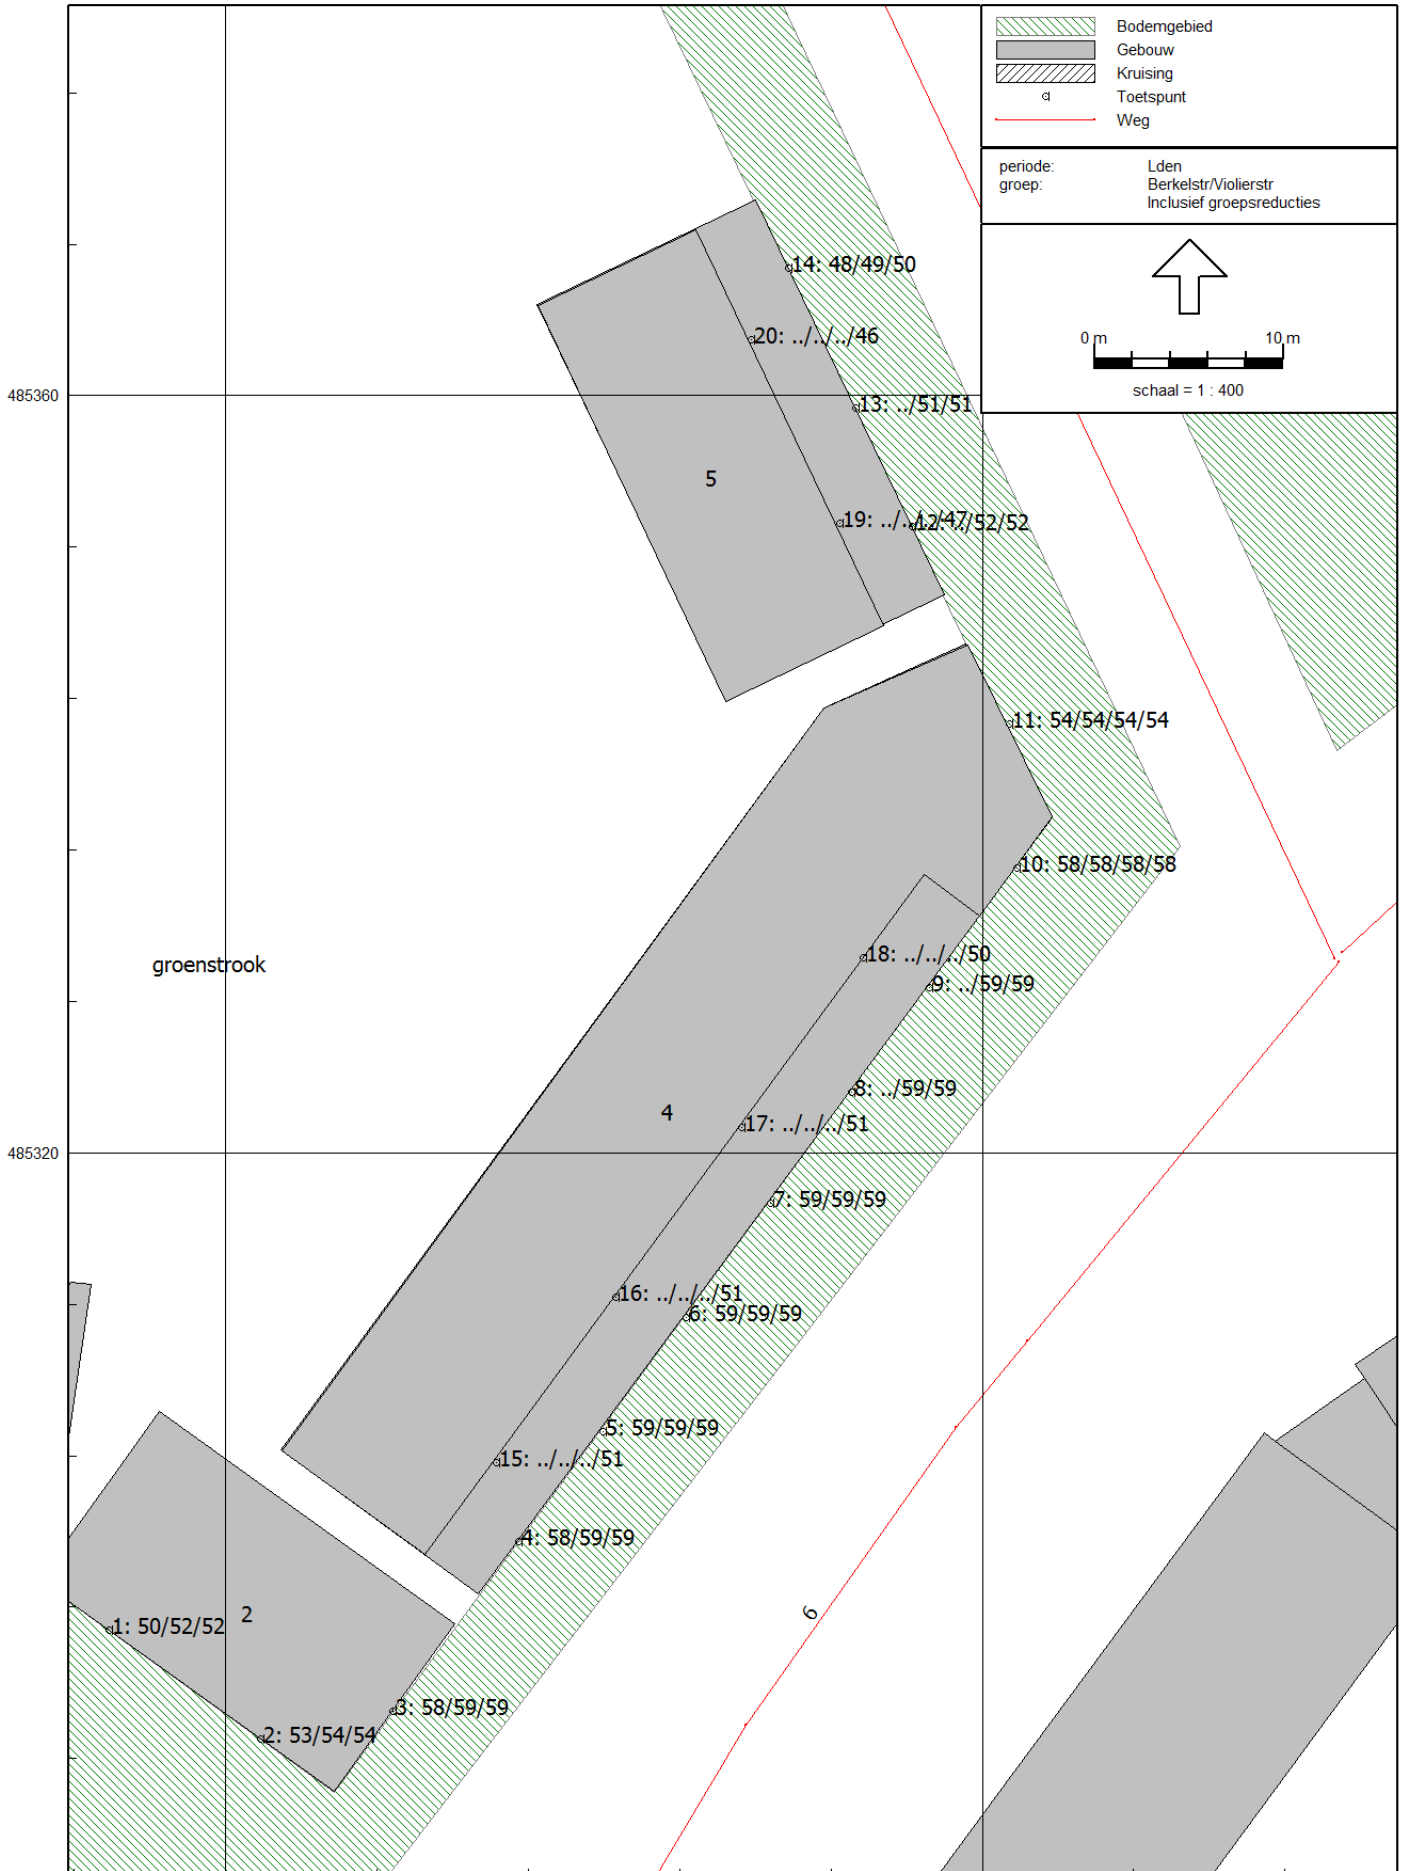 Bodemgebied
Gebouw
Kruising
Toetspunt
Weg
periode: Lden
groep: Berkelstr/Violierstr
Inclusief groepsreducties
0 m 10 m
schaal = 1 : 400
14: 48/49/50
20: ../../../46
485360
13: ../51/51
5
19: ../../../47
12: ../52/52
11: 54/54/54/54
10: 58/58/58/58
groenstrook
18: ../../../50
9: ../59/59
8: ../59/59
4
17: ../../../51
485320
7: 59/59/59
16: ../../../51
6: 59/59/59
5: 59/59/59
15: ../../../51
4: 58/59/59
2
1: 50/52/52
9
3: 58/59/59
2: 53/54/54